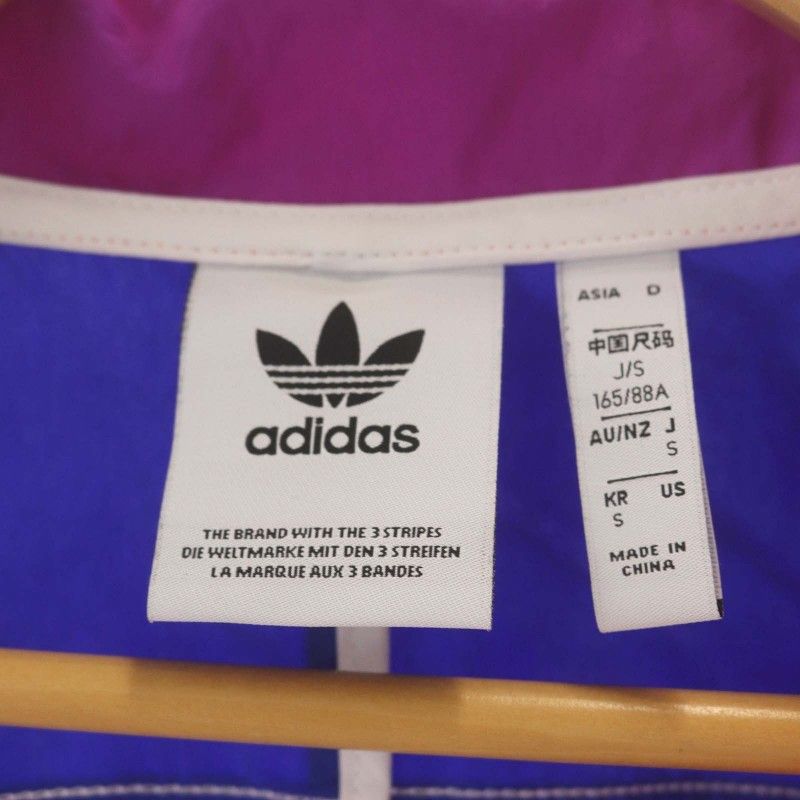 adidas
THE BRAND WITH THE 3 STRIPES
DIE WELTMARKE MIT DEN 3 STREIFEN
LA MARQUE AUX 3 BANDES
ASIA D
中国尺码
J/S
165/88A
AU/NZ J
S
KR US
S
MADE IN
CHINA